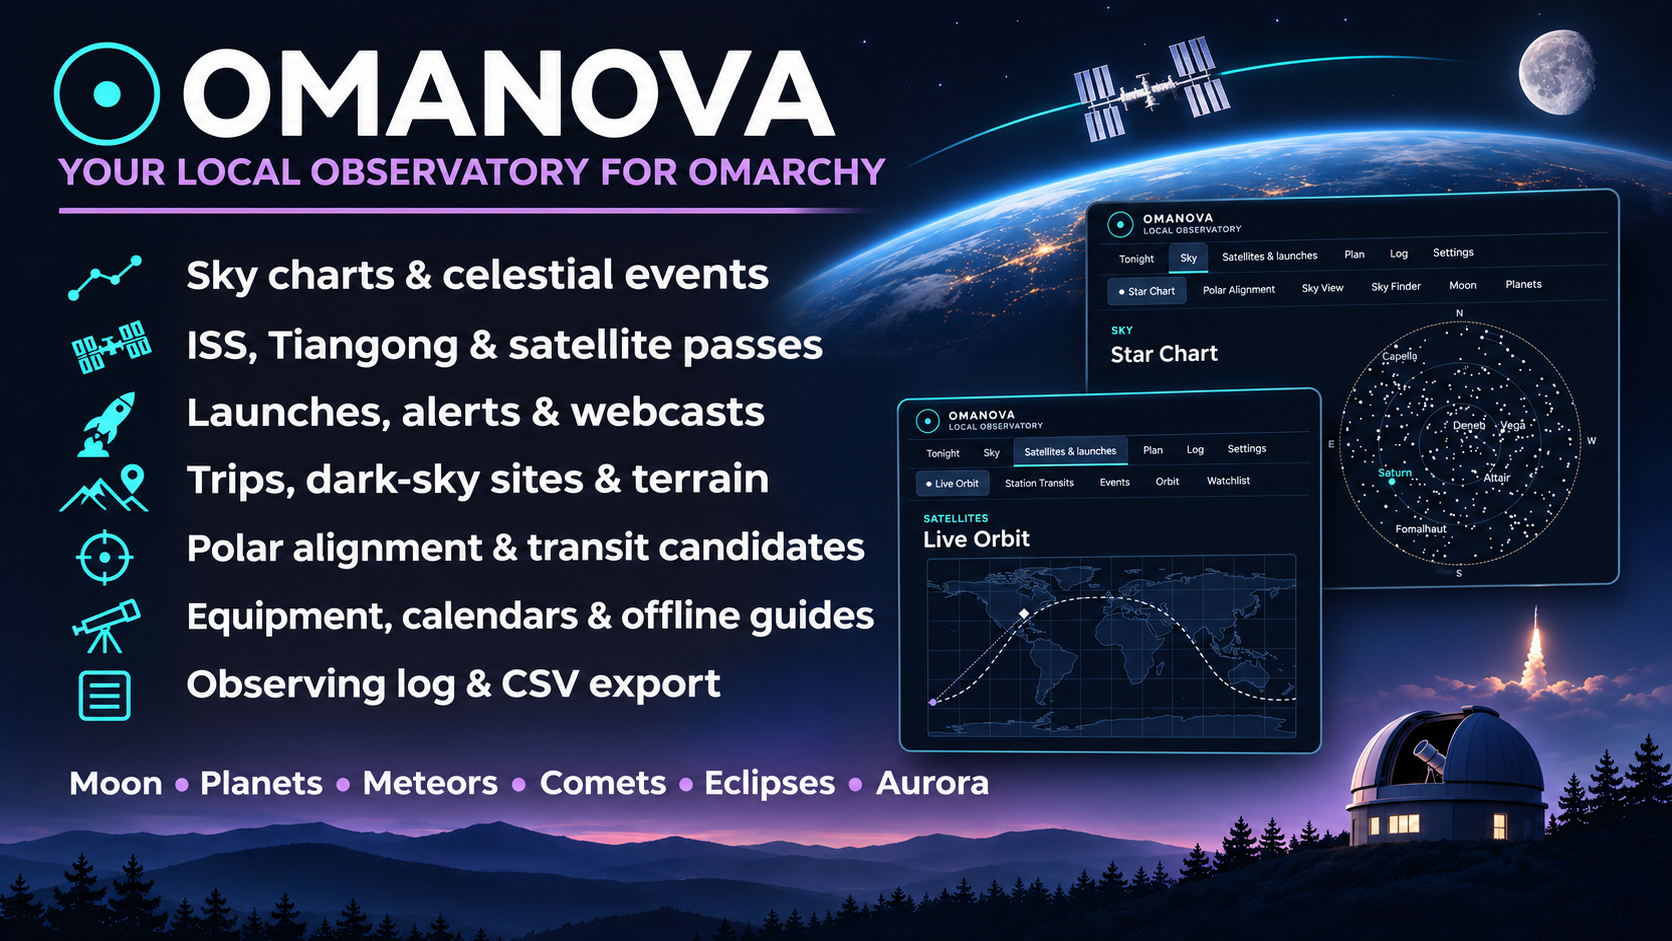 OMANOVA
YOUR LOCAL OBSERVATORY FOR OMARCHY
Sky charts & celestial events
ISS, Tiangong & satellite passes
Launches, alerts & webcasts
Trips, dark-sky sites & terrain
Polar alignment & transit candidates
Equipment, calendars & offline guides
Observing log & CSV export
Moon • Planets • Meteors • Comets • Eclipses • Aurora
OMANOVA
LOCAL OBSERVATORY
Tonight Sky Satellites & launches Plan Log Settings
• Star Chart Polar Alignment Sky View Sky Finder Moon Planets
SKY
Star Chart
N
Capella
Deneb Vega
E W
Saturn
Altair
Fomalhaut
S
OMANOVA
LOCAL OBSERVATORY
Tonight Sky Satellites & launches Plan Log Settings
• Live Orbit Station Transits Events Orbit Watchlist
SATELLITES
Live Orbit